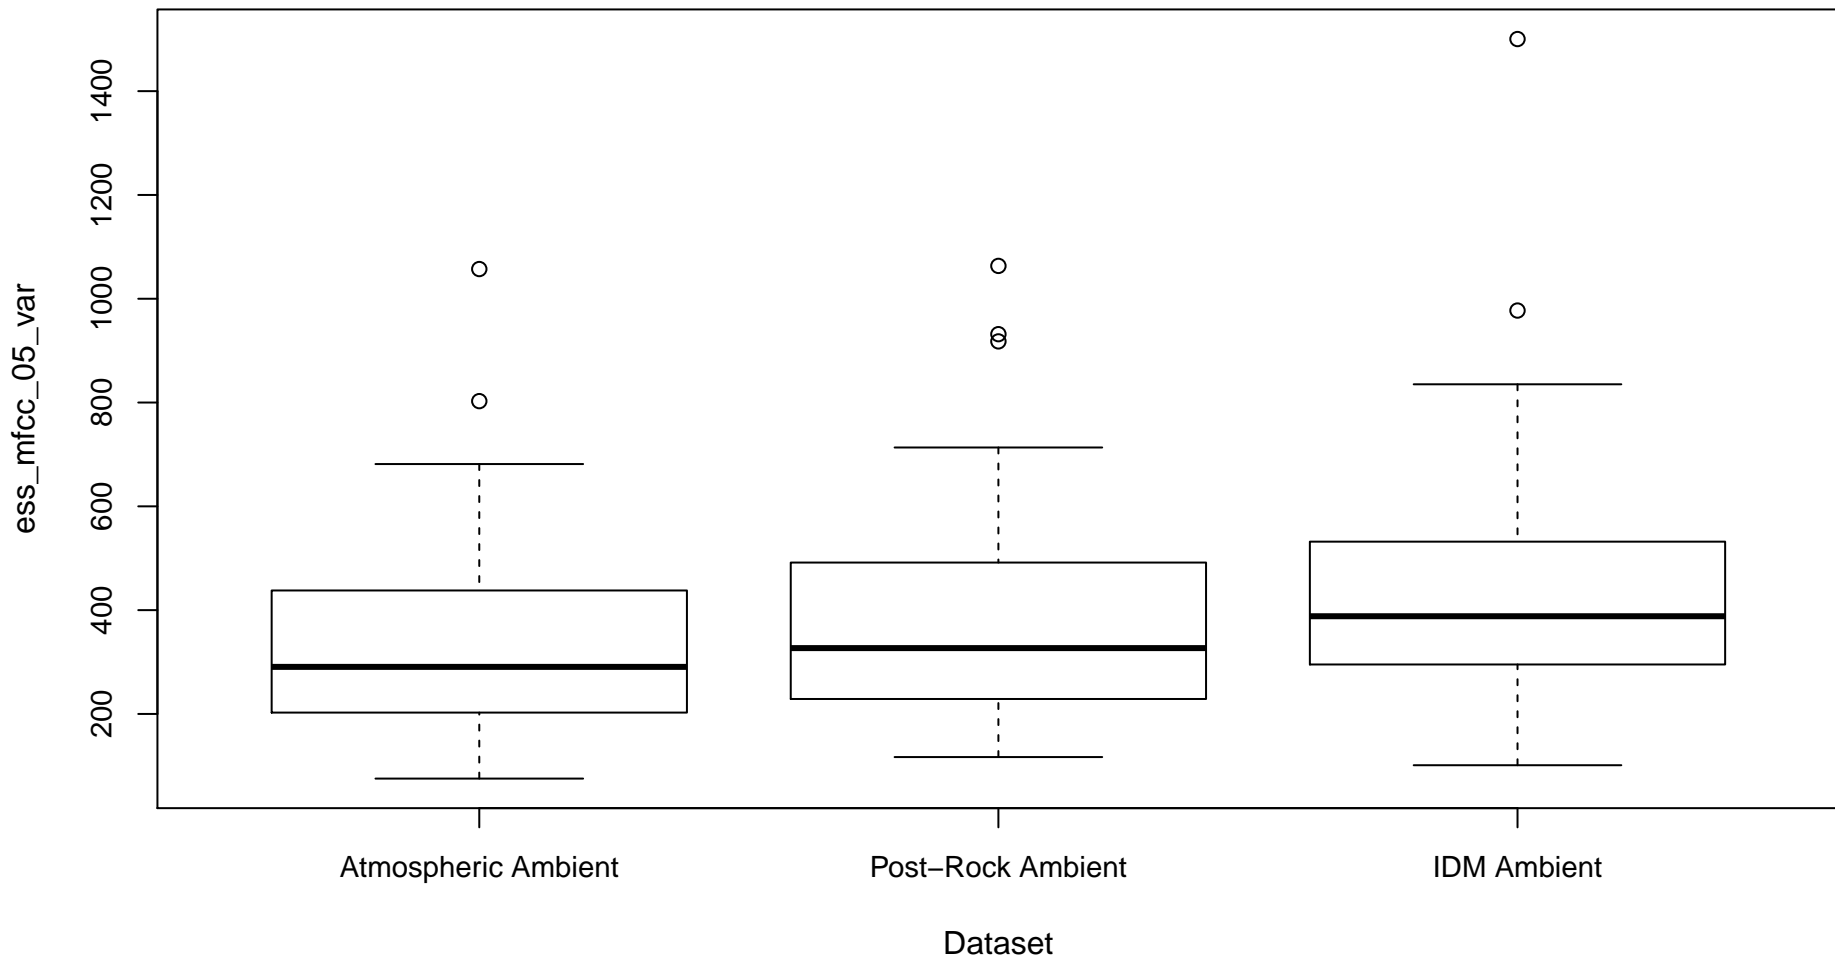 ess_mfcc_05_var
1400
1200
1000
800
600
400
200
Atmospheric Ambient
Post−Rock Ambient
IDM Ambient
Dataset